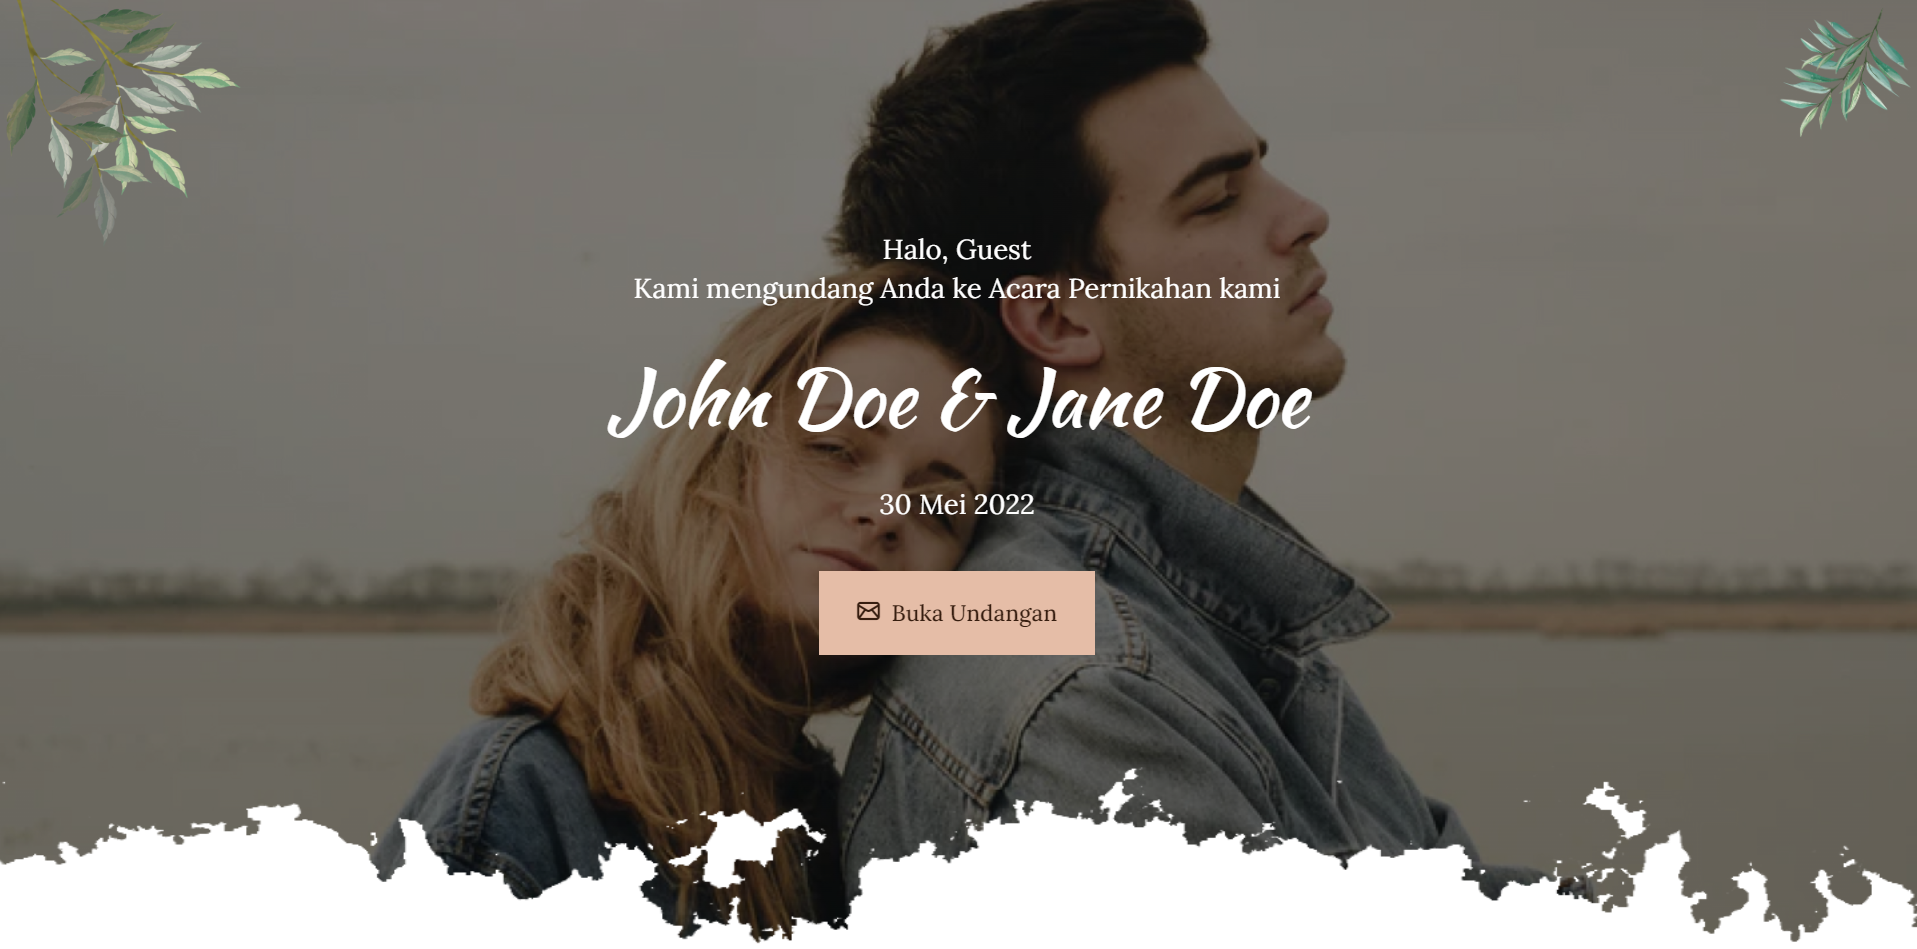 Halo, Guest
Kami mengundang Anda ke Acara Pernikahan kami
John Doe & Jane Doe
30 Mei 2022
Buka Undangan